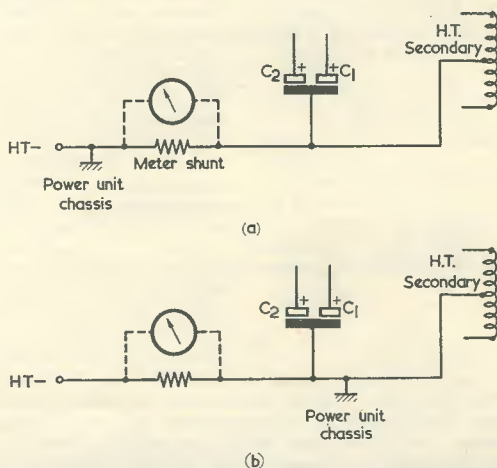 H.T.
Secondary
C2 + + C1
HT-
Meter shunt
Power unit
chassis
(a)
H.T.
Secondary
C2 + + C1
HT-
Power unit
chassis
(b)